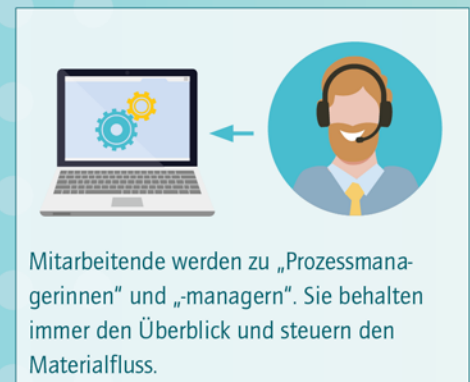 Mitarbeitende werden zu „Prozessmana-
gerinnen“ und „-managern“. Sie behalten
immer den Überblick und steuern den
Materialfluss.